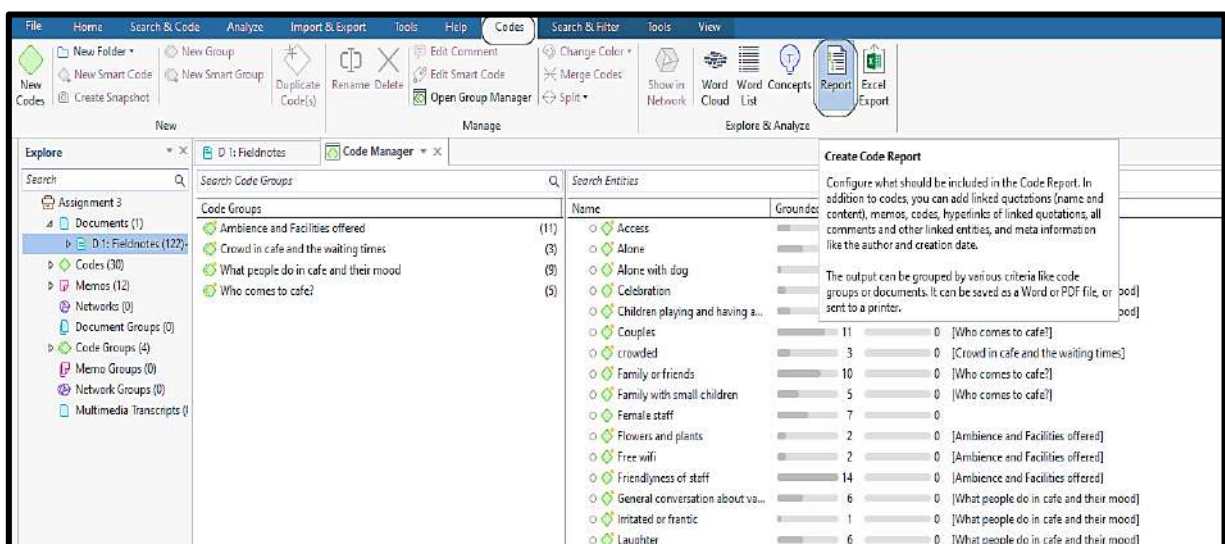 File Home Search & Code Analyze Import & Export Tools Help Codes Search & Filter Tools View
New Codes
New Folder
New Smart Code
Create Snapshot
New Group
New Smart Group
Duplicate Code(s)
New
Rename
Delete
Edit Comment
Edit Smart Code
Open Group Manager
Change Color
Merge Codes
Split
Manage
Show in Network
Word Cloud
Word List
Concepts
Report
Excel Export
Explore & Analyze
Explore
D 1: Fieldnotes
Code Manager
Search
Assignment 3
Documents (1)
D 1: Fieldnotes (122)
Codes (30)
Memos (12)
Networks (0)
Document Groups (0)
Code Groups (4)
Memo Groups (0)
Network Groups (0)
Multimedia Transcripts (
Search Code Groups
Code Groups
Ambience and Facilities offered (11)
Crowd in cafe and the waiting times (3)
What people do in cafe and their mood (9)
Who comes to cafe? (5)
Search Entities
Name Grounded
Access
Alone
Alone with dog
Celebration ood]
Children playing and having a... ood]
Couples 11 0 [Who comes to cafe?]
crowded 3 0 [Crowd in cafe and the waiting times]
Family or friends 10 0 [Who comes to cafe?]
Family with small children 5 0 [Who comes to cafe?]
Female staff 7 0
Flowers and plants 2 0 [Ambience and Facilities offered]
Free wifi 2 0 [Ambience and Facilities offered]
Friendlyness of staff 14 0 [Ambience and Facilities offered]
General conversation about va... 6 0 [What people do in cafe and their mood]
Irritated or frantic 1 0 [What people do in cafe and their mood]
Laughter 6 0 [What people do in cafe and their mood]
Create Code Report
Configure what should be included in the Code Report. In
addition to codes, you can add linked quotations (name and
content), memos, codes, hyperlinks of linked quotations, all
comments and other linked entities, and meta information
like the author and creation date.
The output can be grouped by various criteria like code
groups or documents. It can be saved as a Word or PDF file, or
sent to a printer.